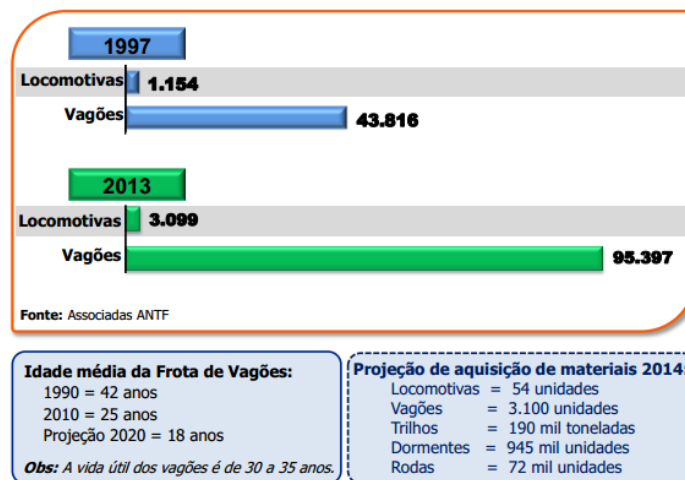 1997
Locomotivas 1.154
Vagões 43.816
2013
Locomotivas 3.099
Vagões 95.397
Fonte: Associadas ANTF
Idade média da Frota de Vagões:
1990 = 42 anos
2010 = 25 anos
Projeção 2020 = 18 anos
Obs: A vida útil dos vagões é de 30 a 35 anos.
Projeção de aquisição de materiais 2014:
Locomotivas = 54 unidades
Vagões = 3.100 unidades
Trilhos = 190 mil toneladas
Dormentes = 945 mil unidades
Rodas = 72 mil unidades